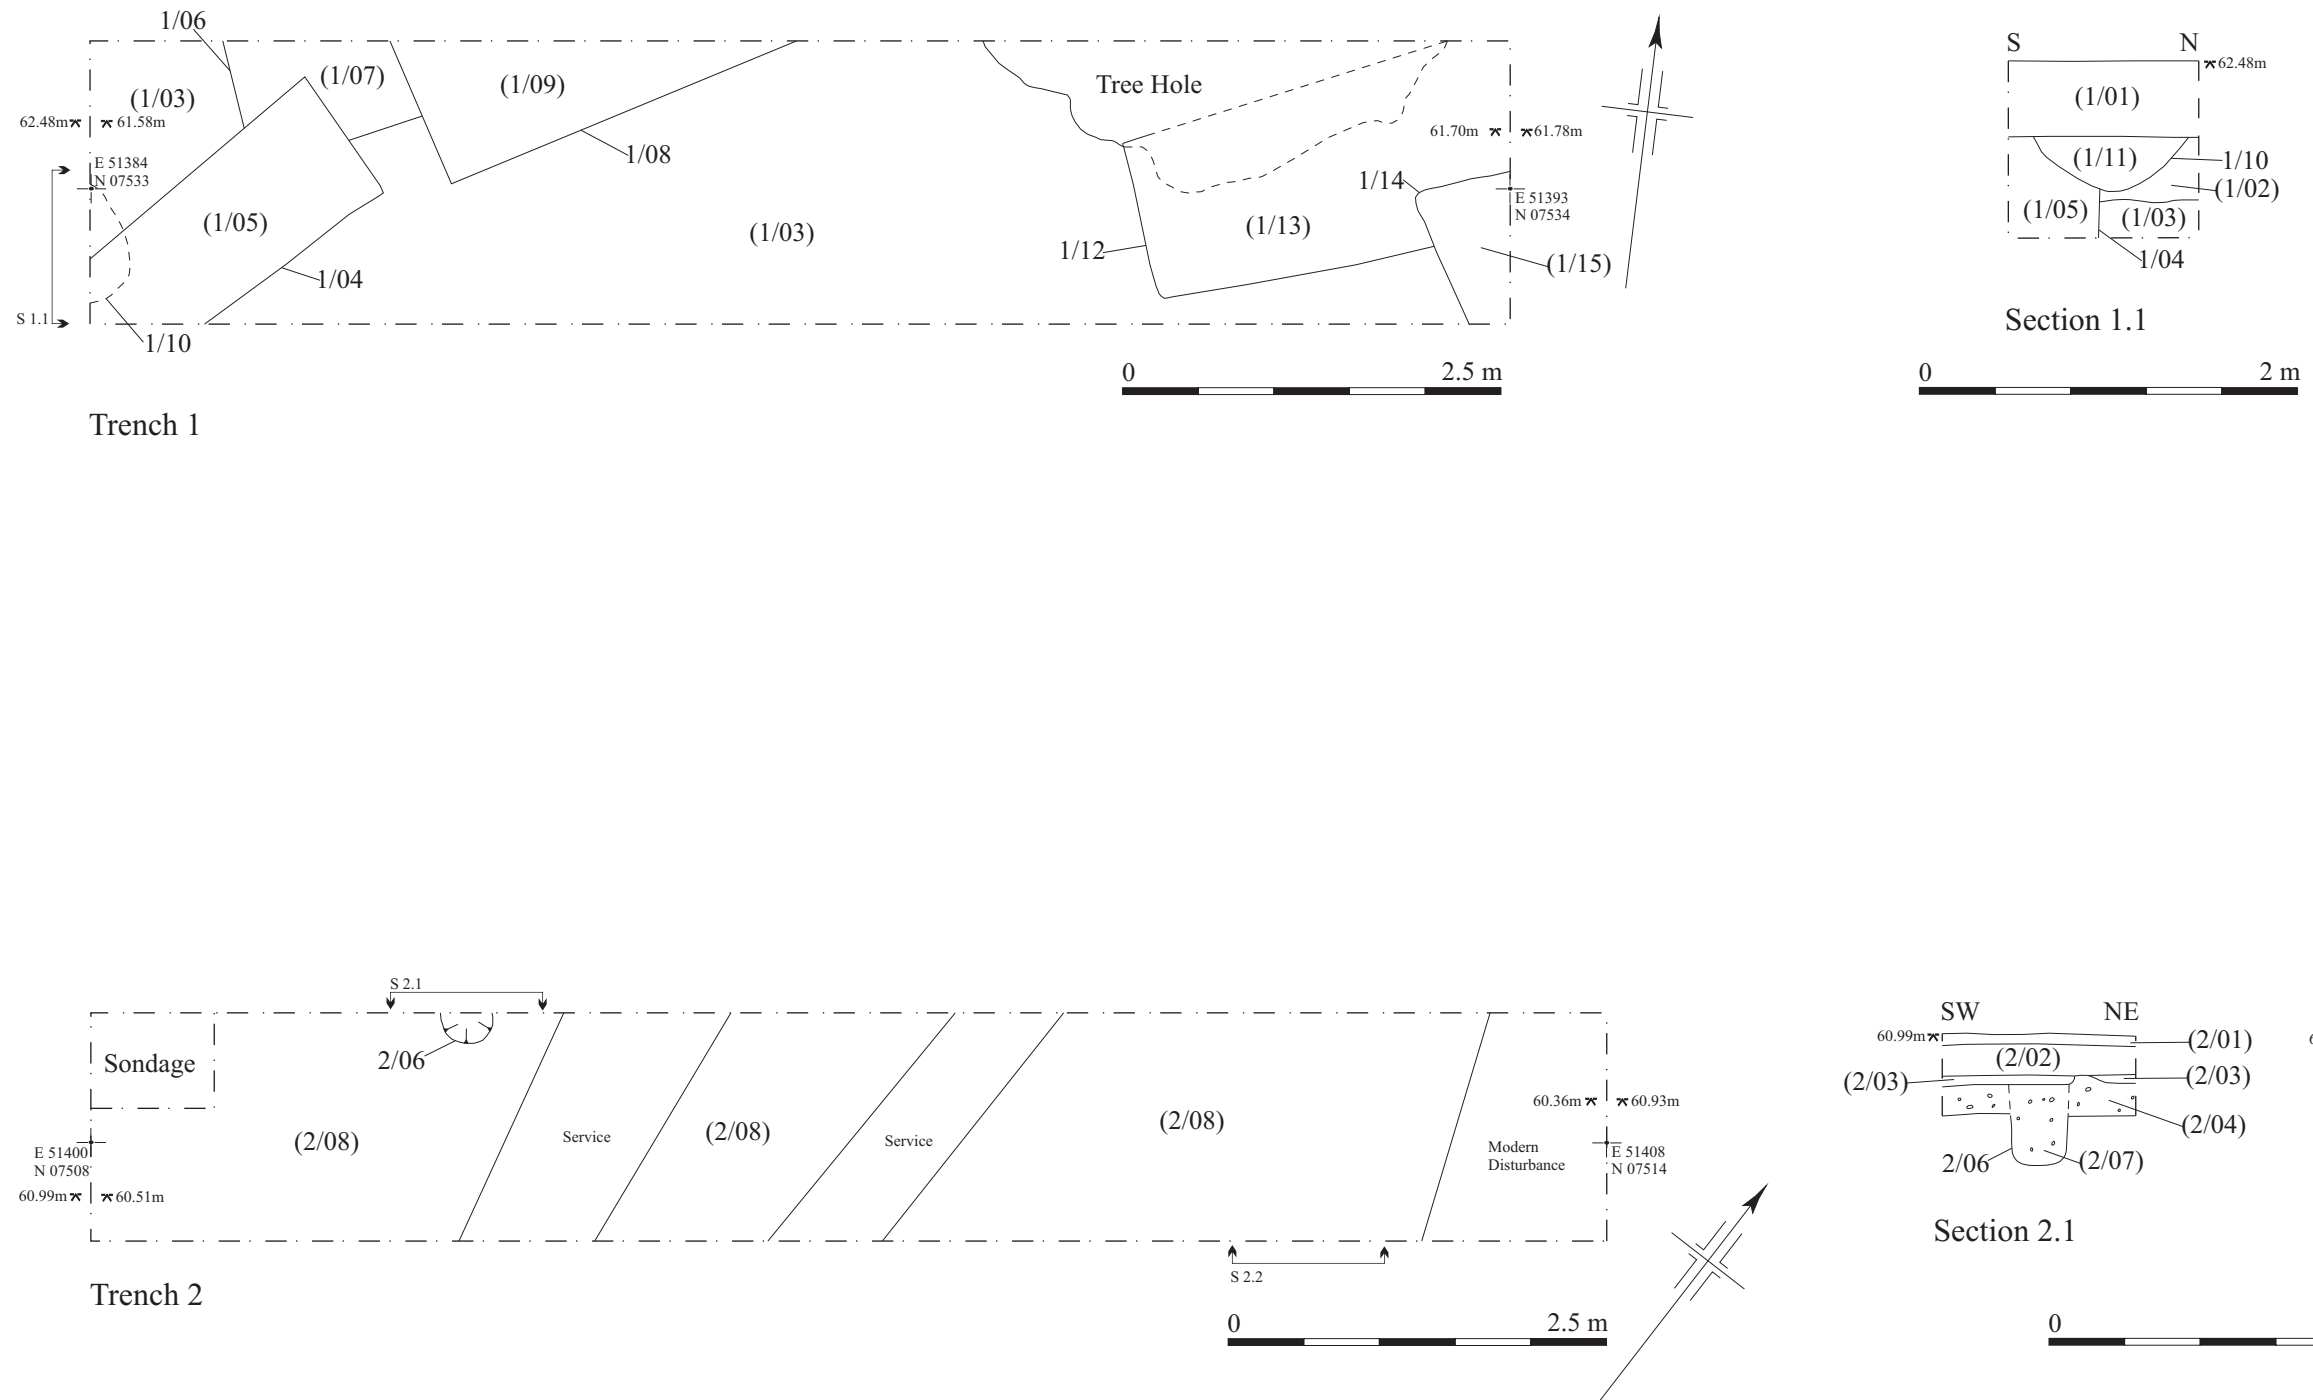 1/06
(1/03)
(1/07)
(1/09)
Tree Hole
62.48m
61.58m
61.70m
61.78m
E 51384
N 07533
1/08
1/14
E 51393
N 07534
(1/05)
(1/03)
(1/13)
1/12
(1/15)
1/04
S 1.1
1/10
0
2.5 m
Trench 1
S
N
62.48m
(1/01)
(1/11)
1/10
(1/02)
(1/05)
(1/03)
1/04
Section 1.1
0
2 m
S 2.1
Sondage
2/06
(2/08)
Service
(2/08)
Service
(2/08)
60.36m
60.93m
Modern
Disturbance
E 51400
N 07508
E 51408
N 07514
60.99m
60.51m
S 2.2
Trench 2
0
2.5 m
SW
NE
60.99m
(2/01)
(2/02)
(2/03)
(2/03)
(2/04)
2/06
(2/07)
Section 2.1
0